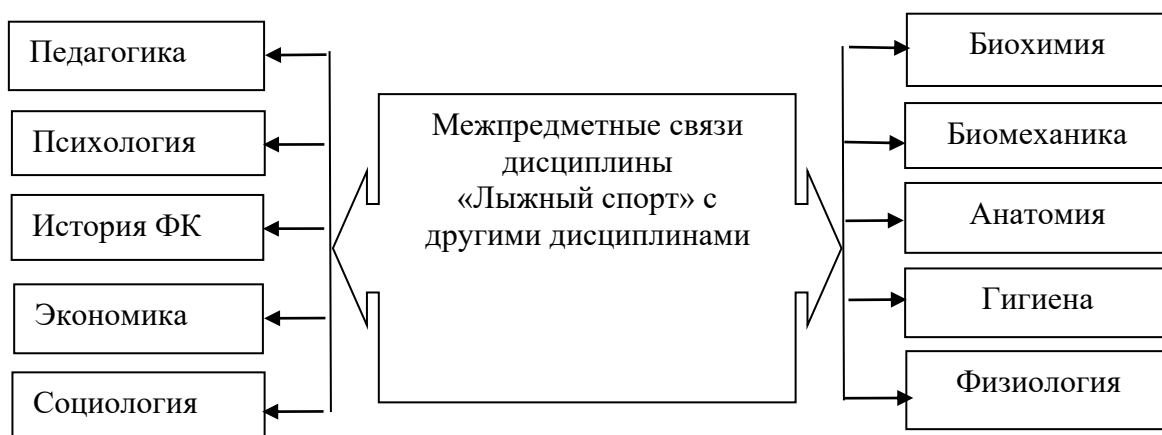 Педагогика
Психология
История ФК
Экономика
Социология
Межпредметные связи
дисциплины
«Лыжный спорт» с
другими дисциплинами
Биохимия
Биомеханика
Анатомия
Гигиена
Физиология